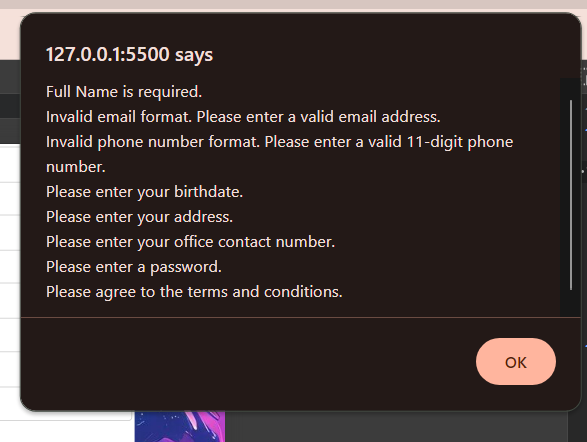 127.0.0.1:5500 says
Full Name is required.
Invalid email format. Please enter a valid email address.
Invalid phone number format. Please enter a valid 11-digit phone
number.
Please enter your birthdate.
Please enter your address.
Please enter your office contact number.
Please enter a password.
Please agree to the terms and conditions.
OK